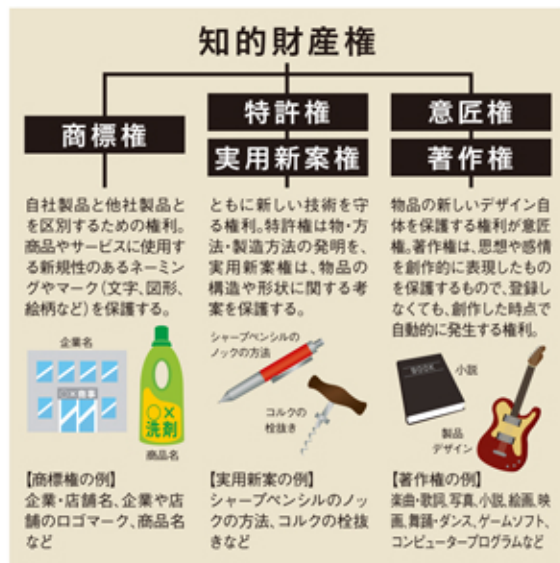 知的財産権
商標権
特許権
実用新案権
意匠権
著作権
自社製品と他社製品と
を区別するための権利。
商品やサービスに使用す
る新規性のあるネーミン
グやマーク(文字、図形、
絵柄など)を保護する。
企業名
○×商事
○×
洗剤
商品名
【商標権の例】
企業・店舗名、企業や店
舗のロゴマーク、商品名
など
ともに新しい技術を守
る権利。特許権は物・方
法・製造方法の発明を、
実用新案権は、物品の
構造や形状に関する考
案を保護する。
シャープペンシルの
ノックの方法
コルクの
栓抜き
【実用新案の例】
シャープペンシルのノッ
クの方法、コルクの栓抜
きなど
物品の新しいデザイン自
体を保護する権利が意匠
権。著作権は、思想や感情
を創作的に表現したもの
を保護するもので、登録し
なくても、創作した時点で
自動的に発生する権利。
BOOK
小説
製品
デザイン
【著作権の例】
楽曲・歌詞、写真、小説、絵画、映
画、舞踊・ダンス、ゲームソフト、
コンピュータープログラムなど